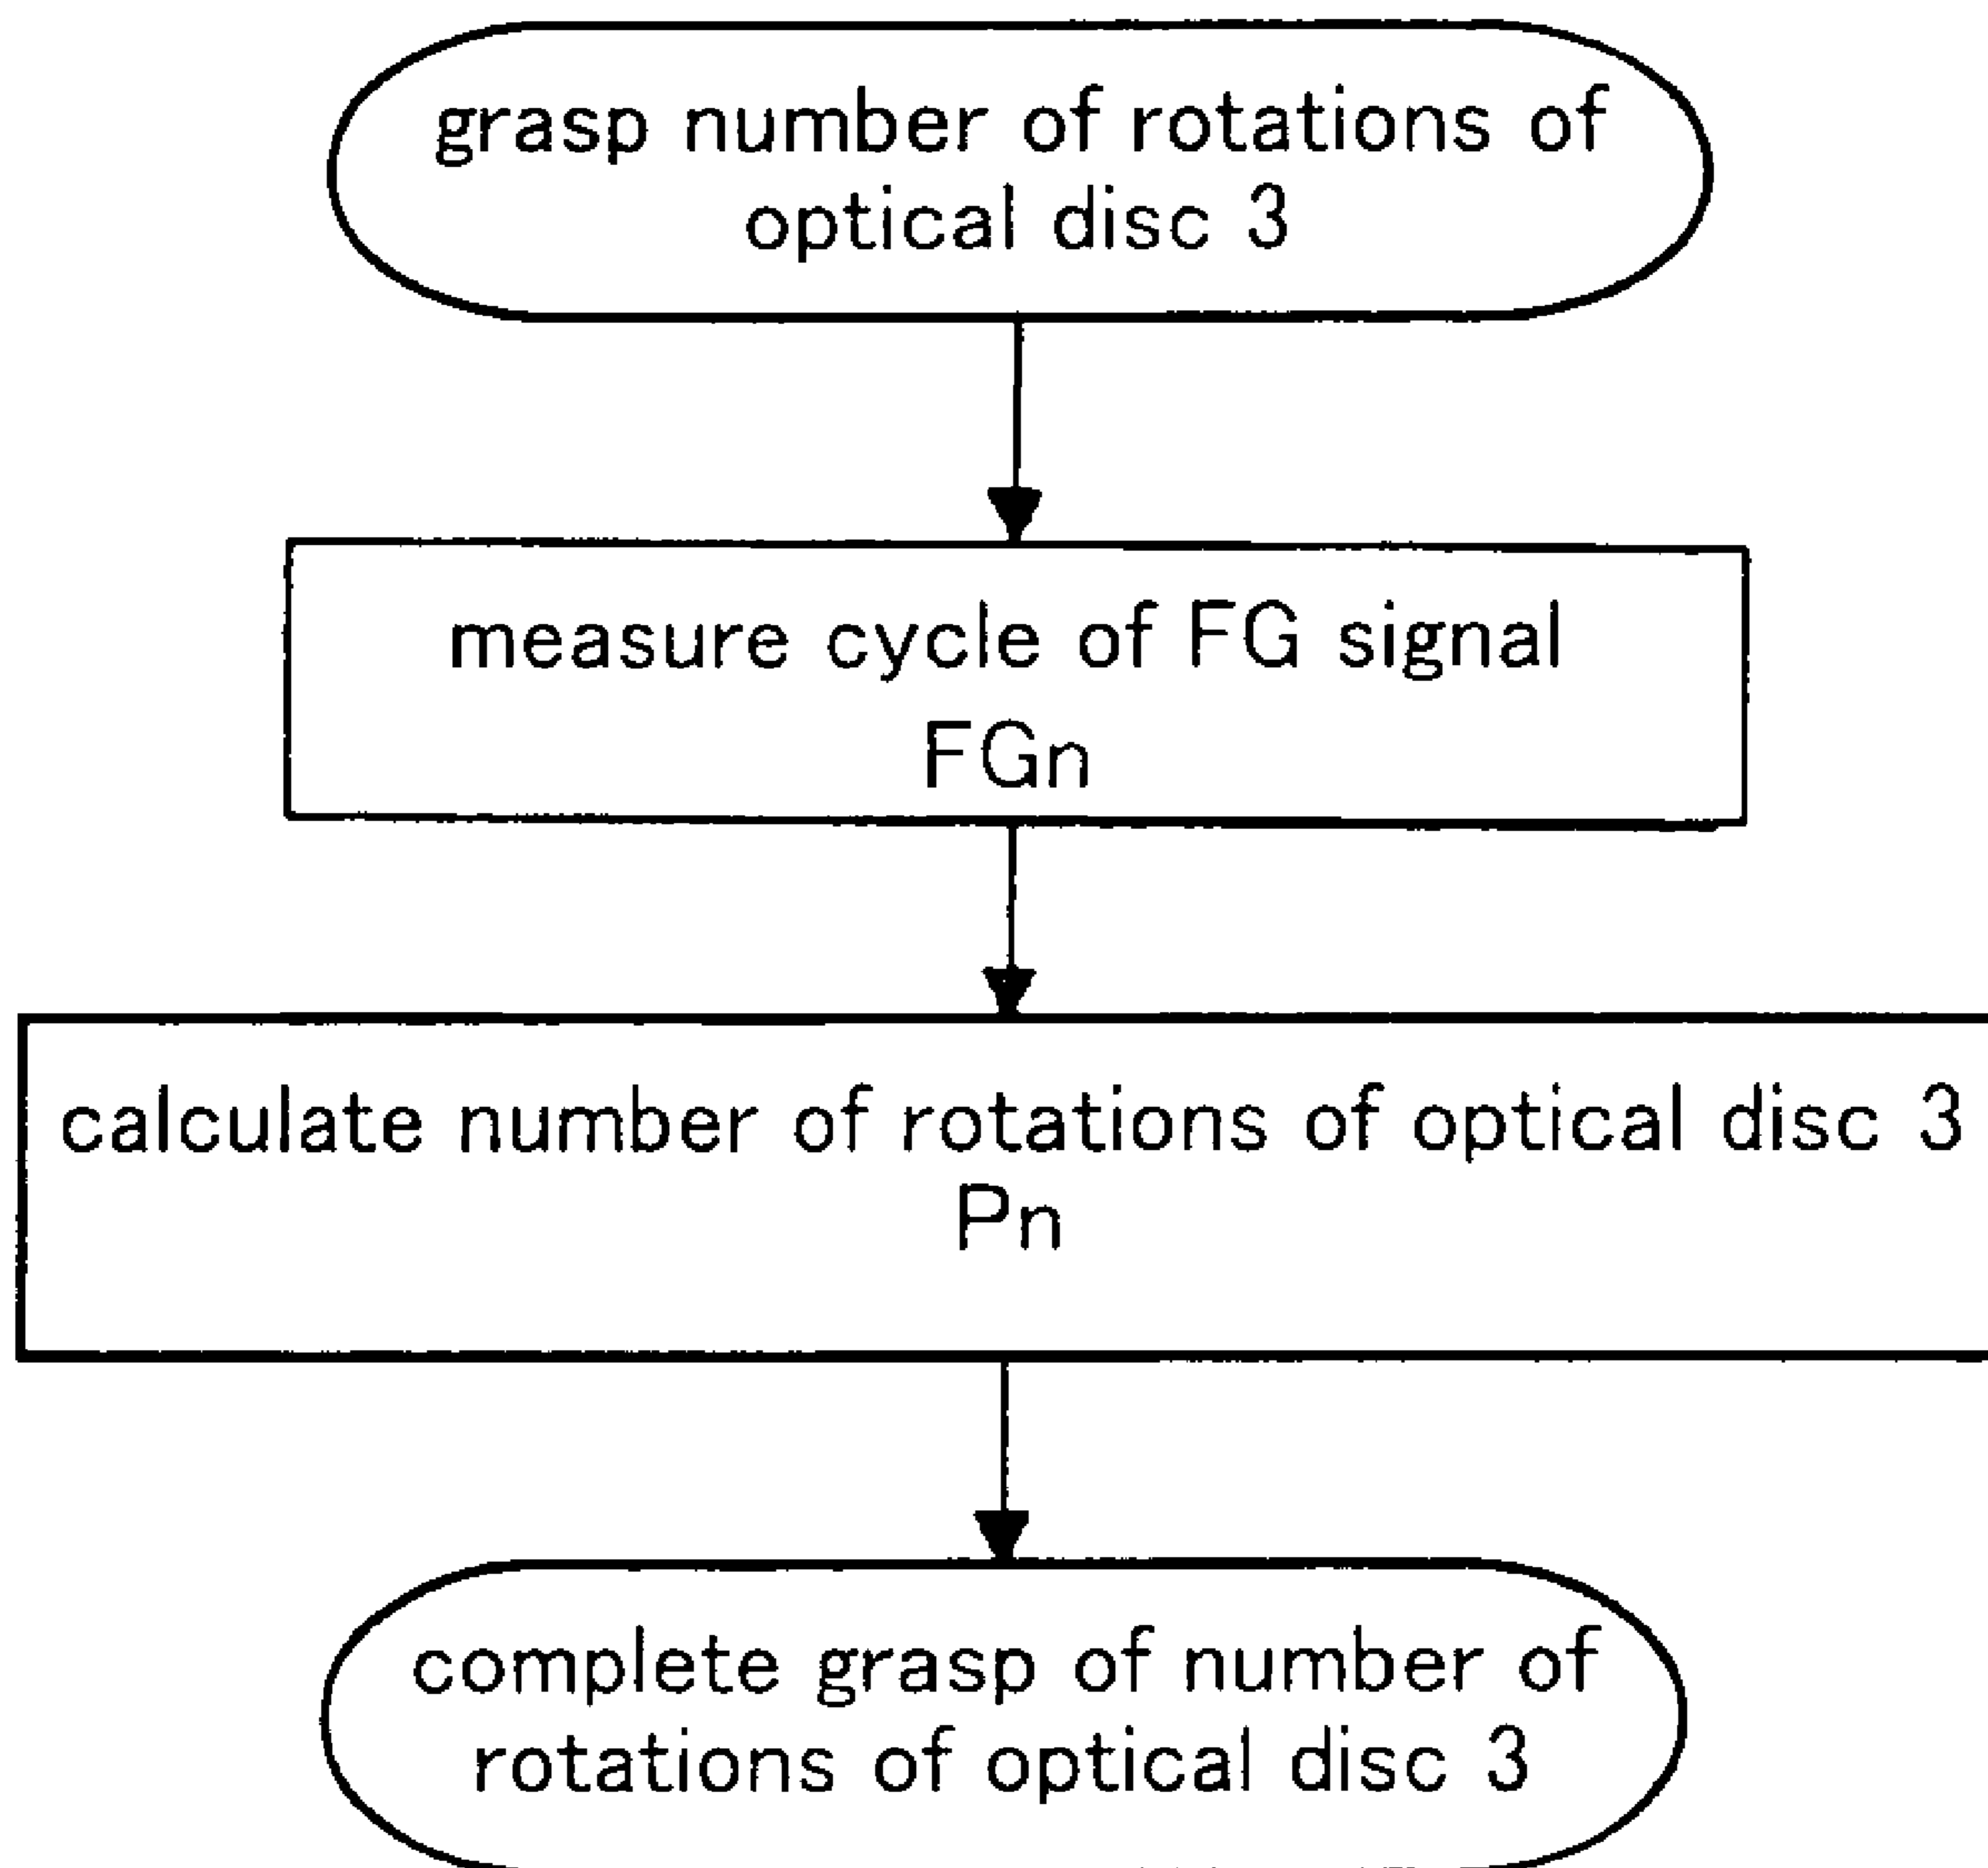 grasp number of rotations of
optical disc 3
measure cycle of FG signal
FGn
calculate number of rotations of optical disc 3
Pn
complete grasp of number of
rotations of optical disc 3